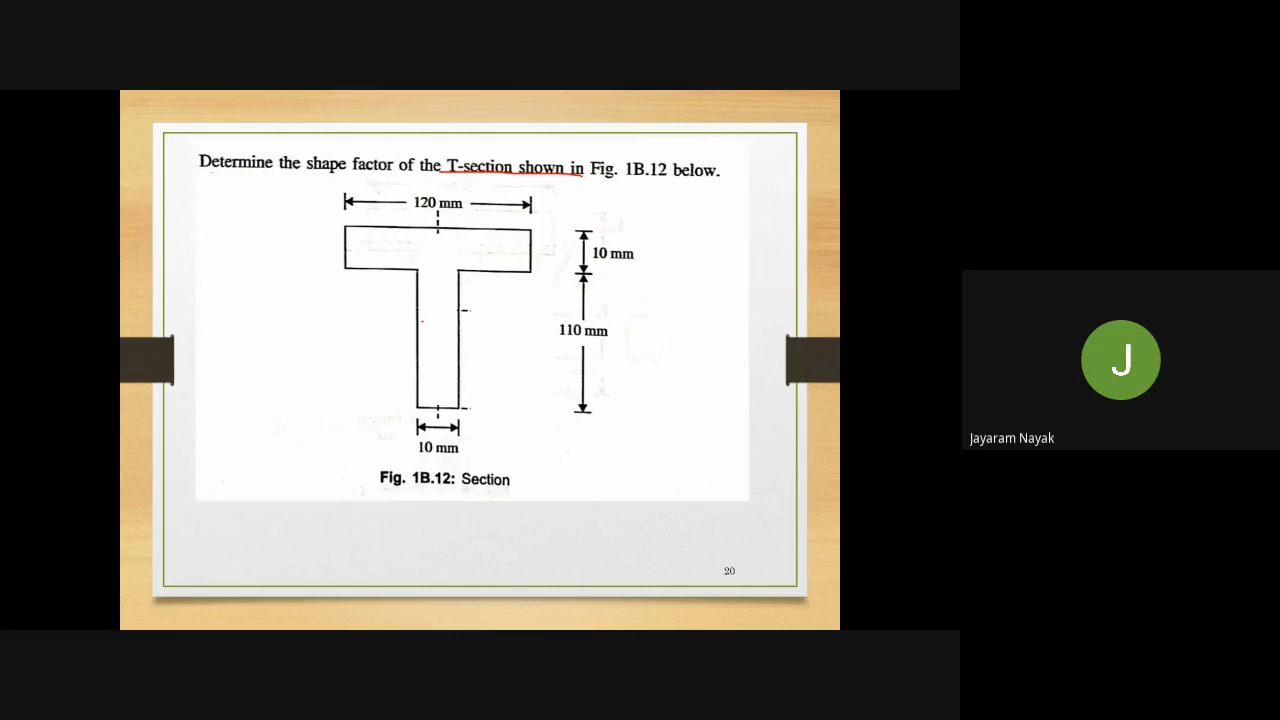 Determine the shape factor of the T-section shown in Fig. 1B.12 below.
120 mm
10 mm
110 mm
10 mm
Fig. 1B.12: Section
20
J
Jayaram Nayak